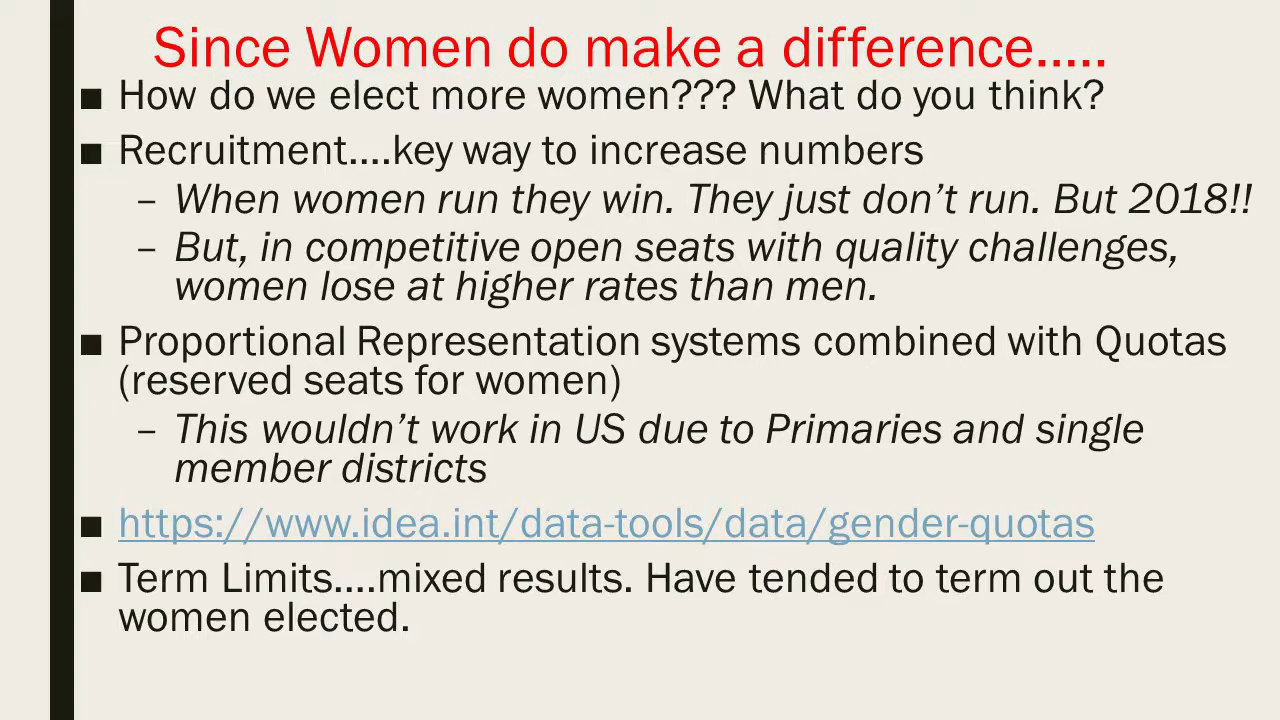 Since Women do make a difference.....
■ How do we elect more women??? What do you think?
■ Recruitment....key way to increase numbers
– When women run they win. They just don’t run. But 2018!!
– But, in competitive open seats with quality challenges,
women lose at higher rates than men.
■ Proportional Representation systems combined with Quotas
(reserved seats for women)
– This wouldn’t work in US due to Primaries and single
member districts
■ https://www.idea.int/data-tools/data/gender-quotas
■ Term Limits....mixed results. Have tended to term out the
women elected.